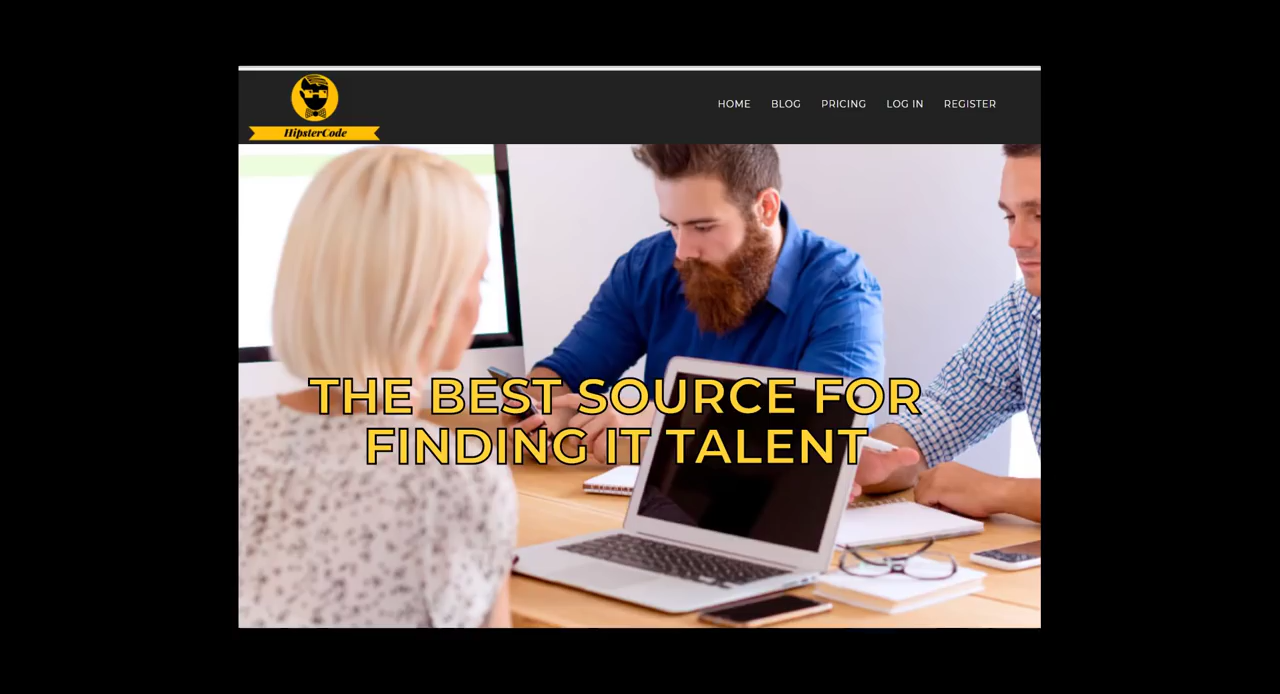 HipsterCode
HOME BLOG PRICING LOG IN REGISTER
THE BEST SOURCE FOR
FINDING IT TALENT